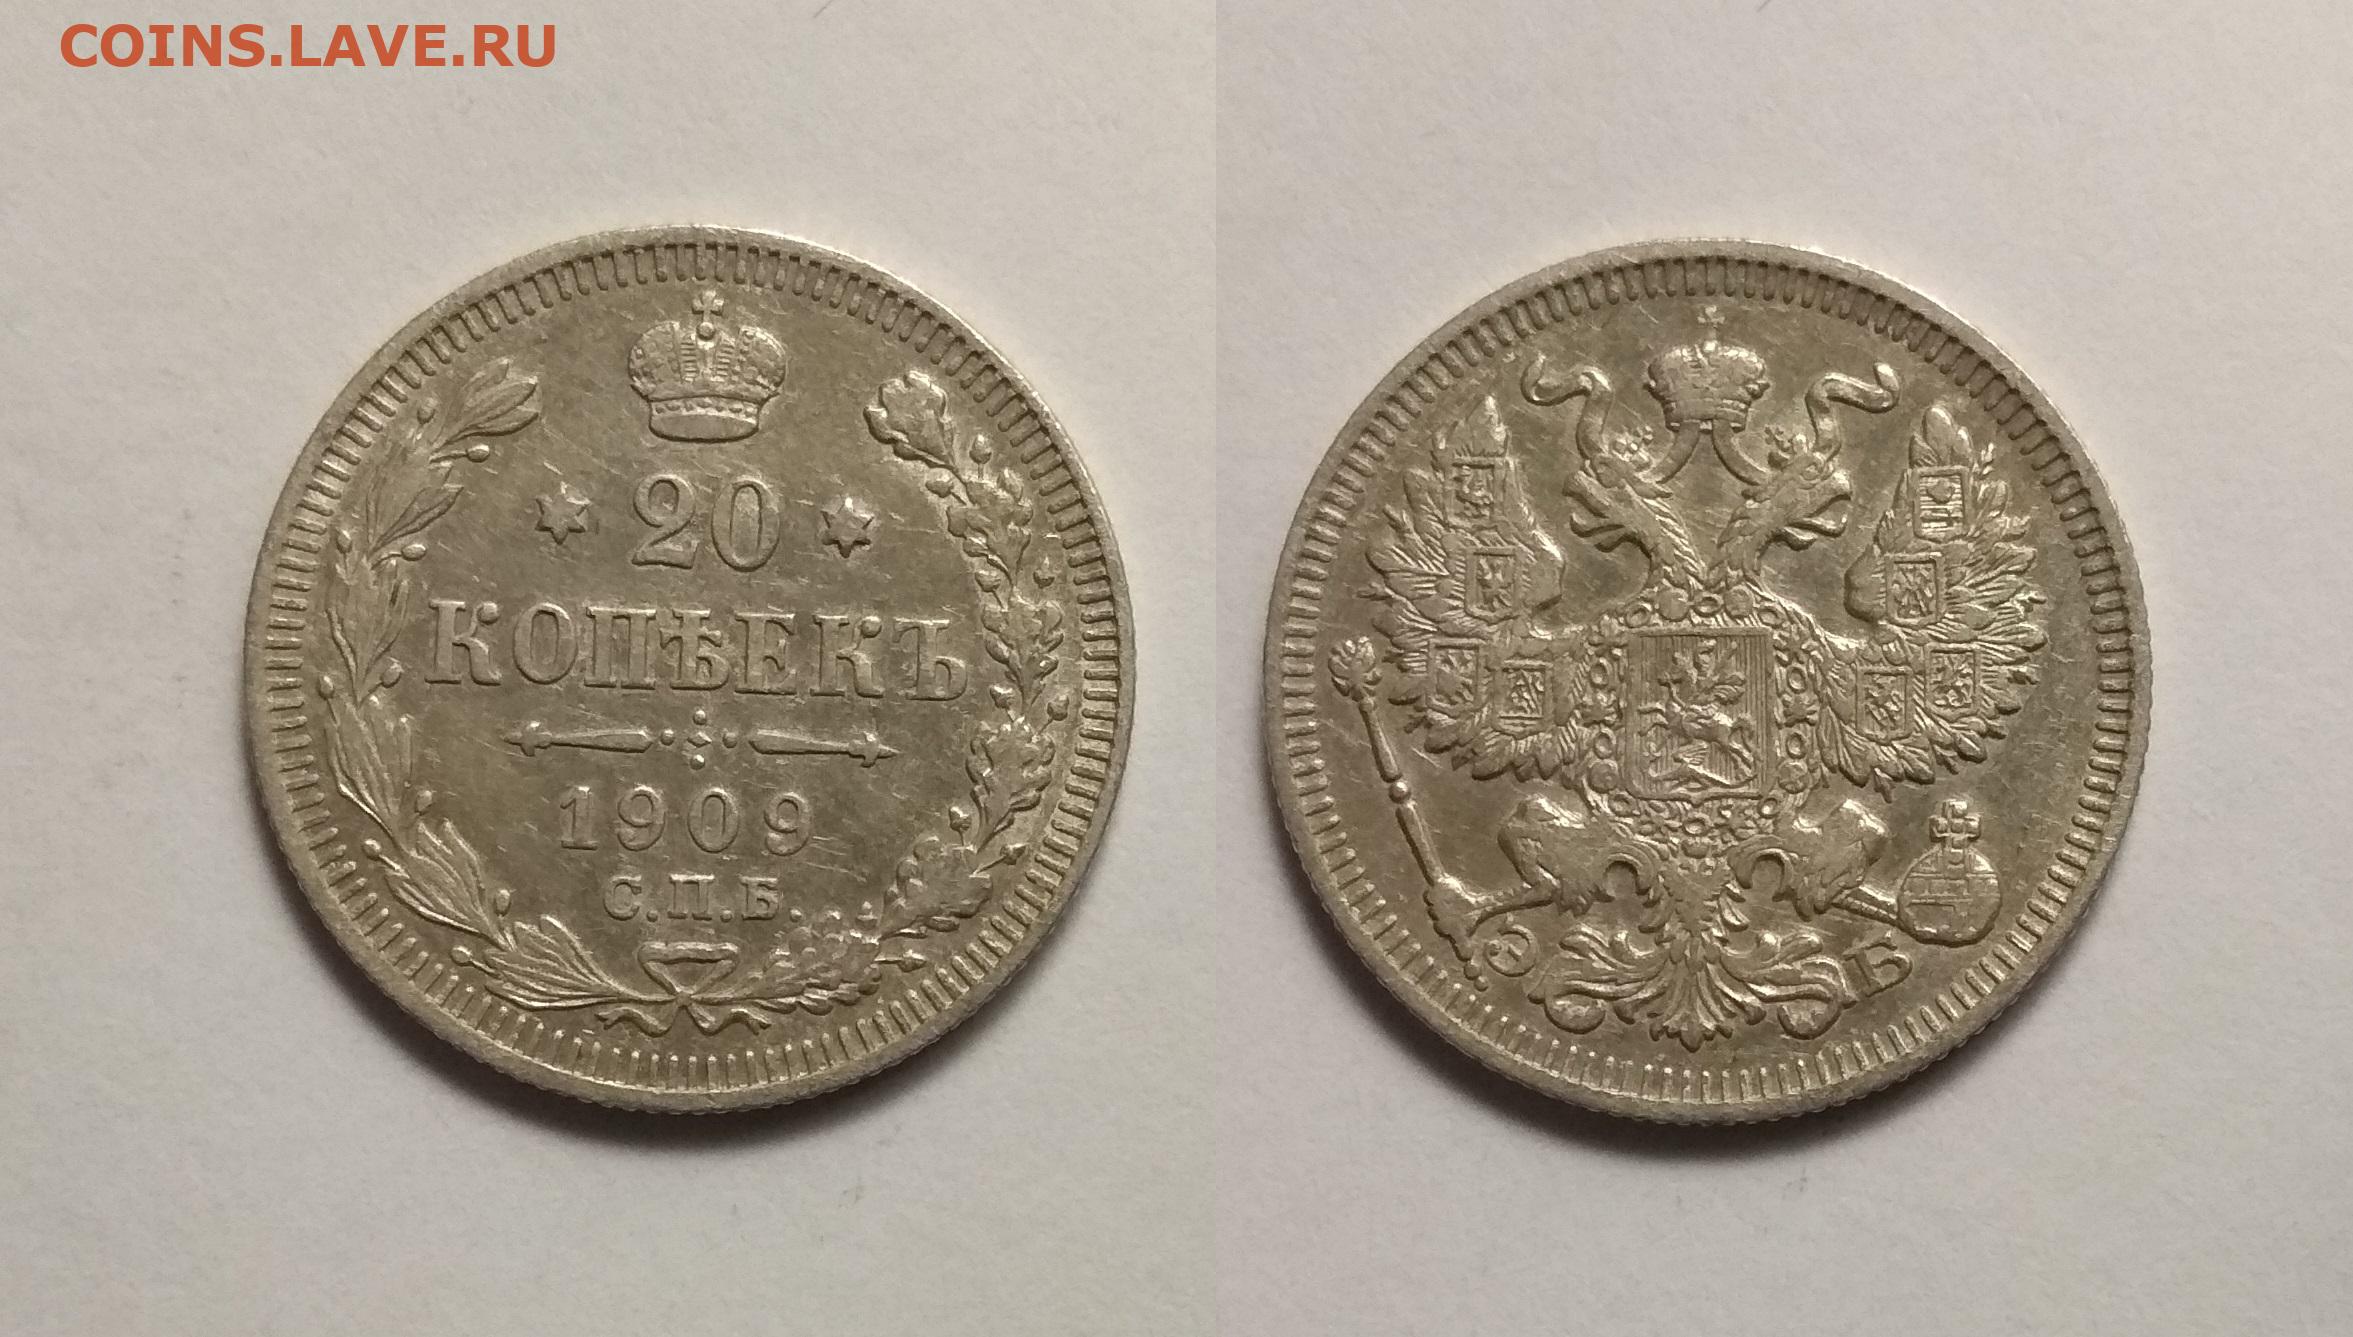 COINS.LAVE.RU
20
КОПѢЕКЪ
1909
С.П.Б.
Э Б